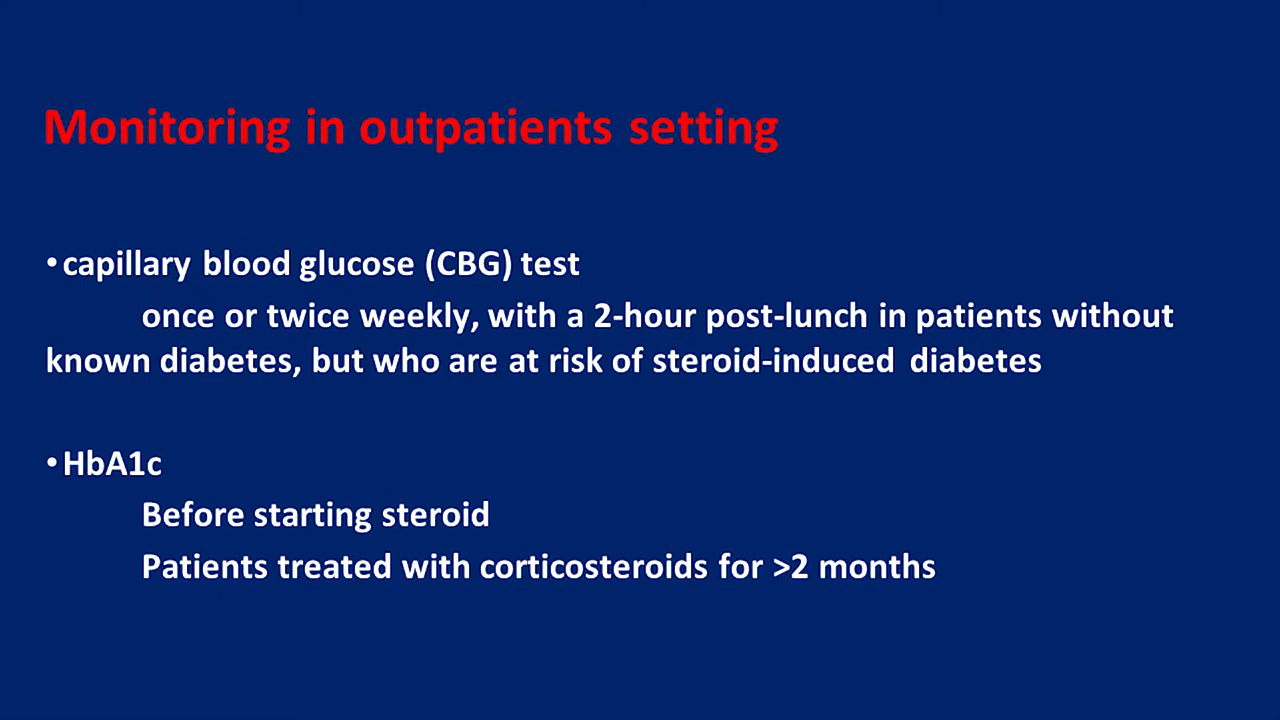 Monitoring in outpatients setting
•capillary blood glucose (CBG) test
once or twice weekly, with a 2-hour post-lunch in patients without
known diabetes, but who are at risk of steroid-induced diabetes
•HbA1c
Before starting steroid
Patients treated with corticosteroids for >2 months